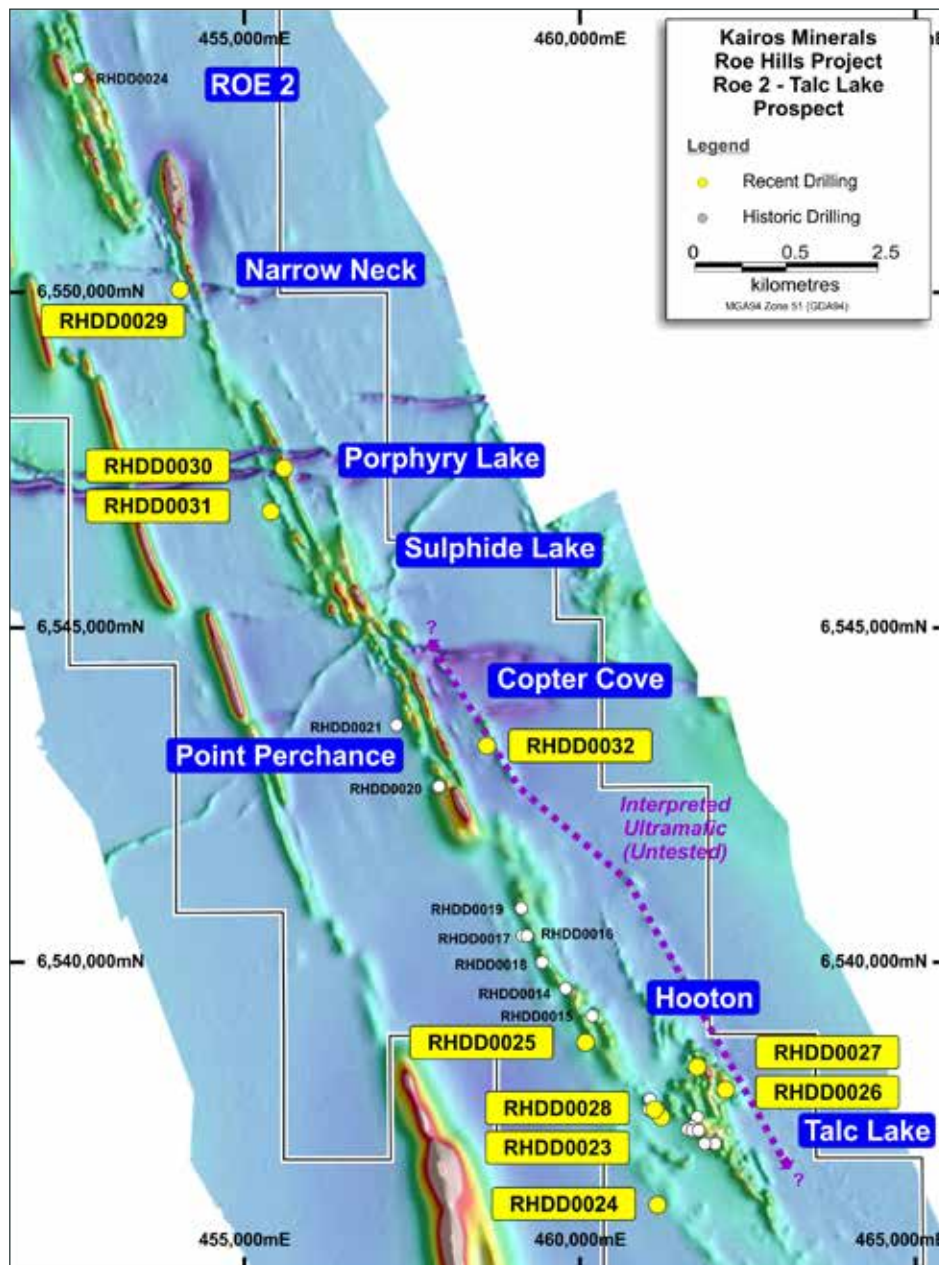 455,000mE
460,000mE
Kairos Minerals
Roe Hills Project
Roe 2 - Talc Lake
Prospect
Legend
Recent Drilling
Historic Drilling
0 0.5 2.5
kilometres
MGA94 Zone 51 (GDA94)
RHDD0024
ROE 2
Narrow Neck
6,550,000mN
RHDD0029
RHDD0030
Porphyry Lake
RHDD0031
Sulphide Lake
6,545,000mN
6,545,000mN
?
Copter Cove
RHDD0021
RHDD0032
Point Perchance
RHDD0020
Interpreted
Ultramafic
(Untested)
RHDD0019
RHDD0017
RHDD0016
RHDD0018
6,540,000mN
6,540,000mN
RHDD0014
Hooton
RHDD0015
RHDD0025
RHDD0027
RHDD0026
RHDD0028
Talc Lake
RHDD0023
?
RHDD0024
455,000mE
460,000mE
465,000mE